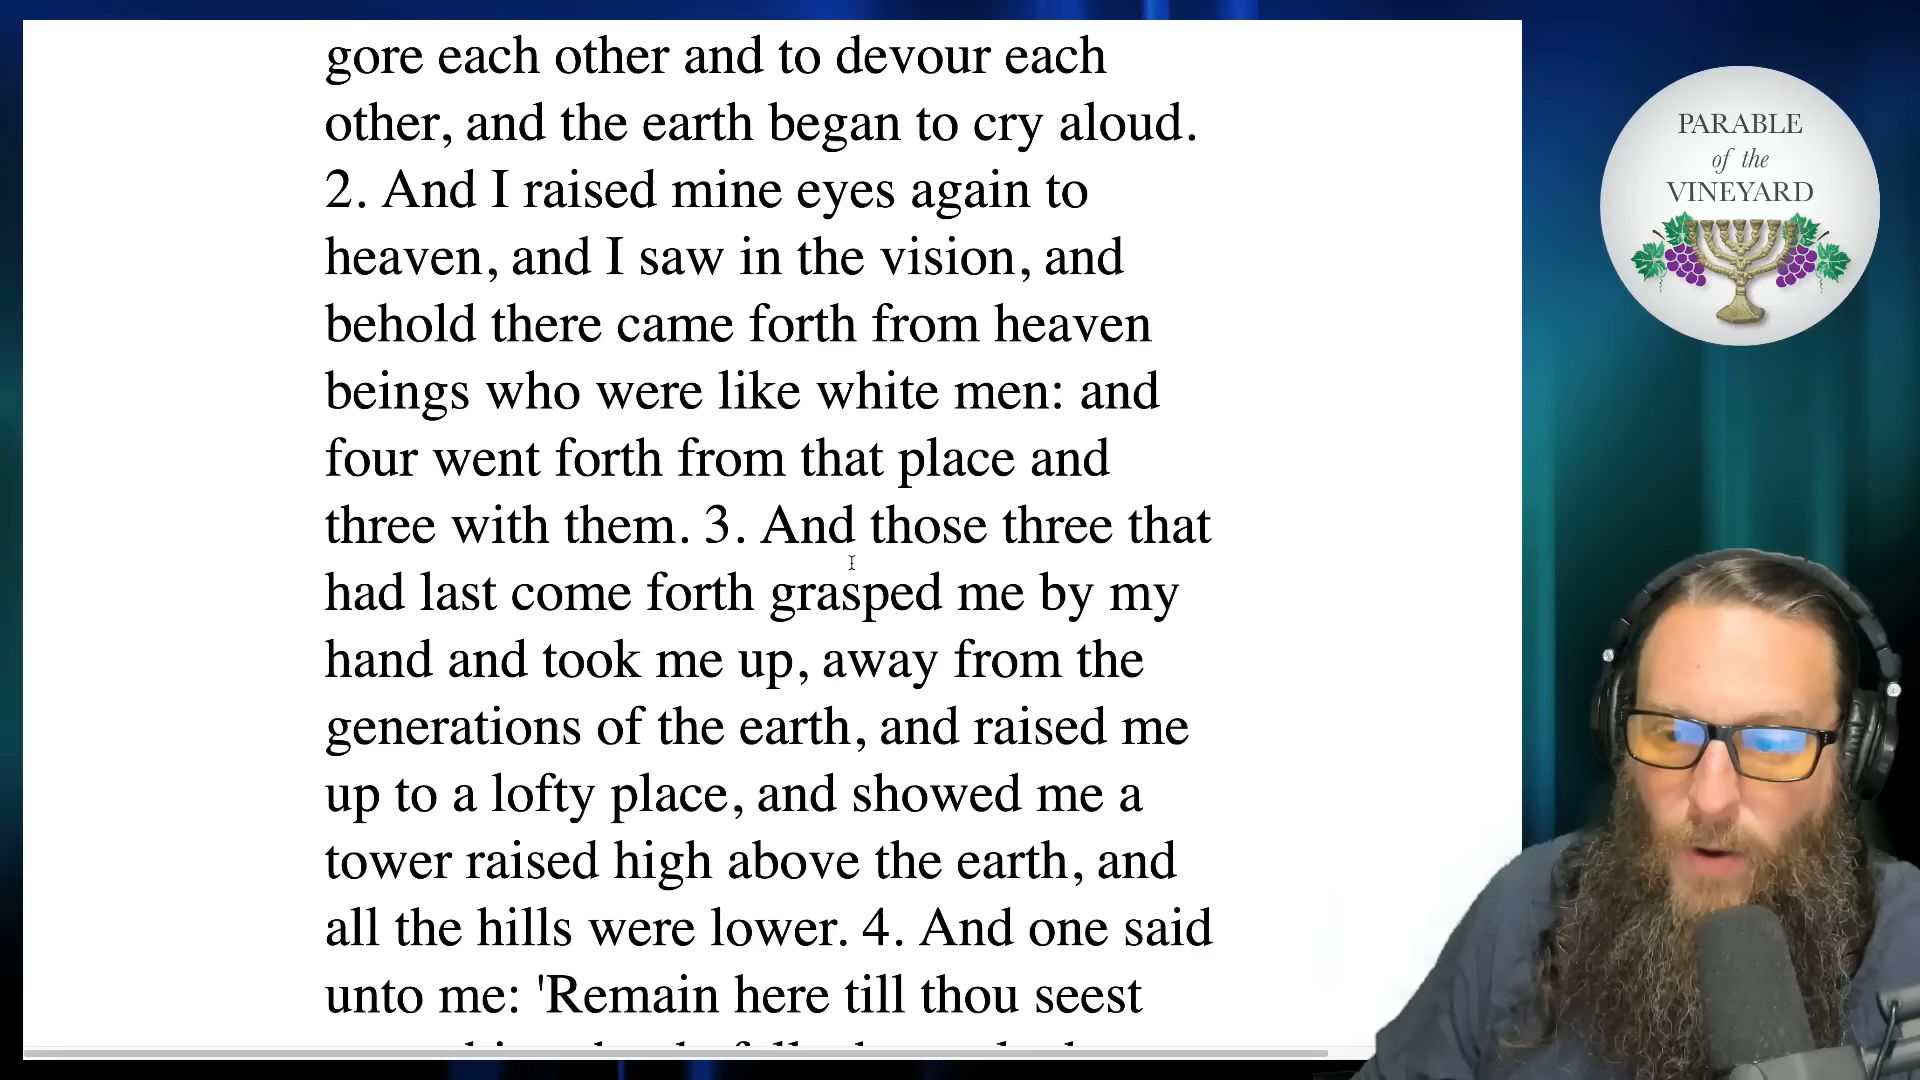 gore each other and to devour each
other, and the earth began to cry aloud.
2. And I raised mine eyes again to
heaven, and I saw in the vision, and
behold there came forth from heaven
beings who were like white men: and
four went forth from that place and
three with them. 3. And those three that
had last come forth grasped me by my
hand and took me up, away from the
generations of the earth, and raised me
up to a lofty place, and showed me a
tower raised high above the earth, and
all the hills were lower. 4. And one said
unto me: 'Remain here till thou seest
PARABLE
of the
VINEYARD